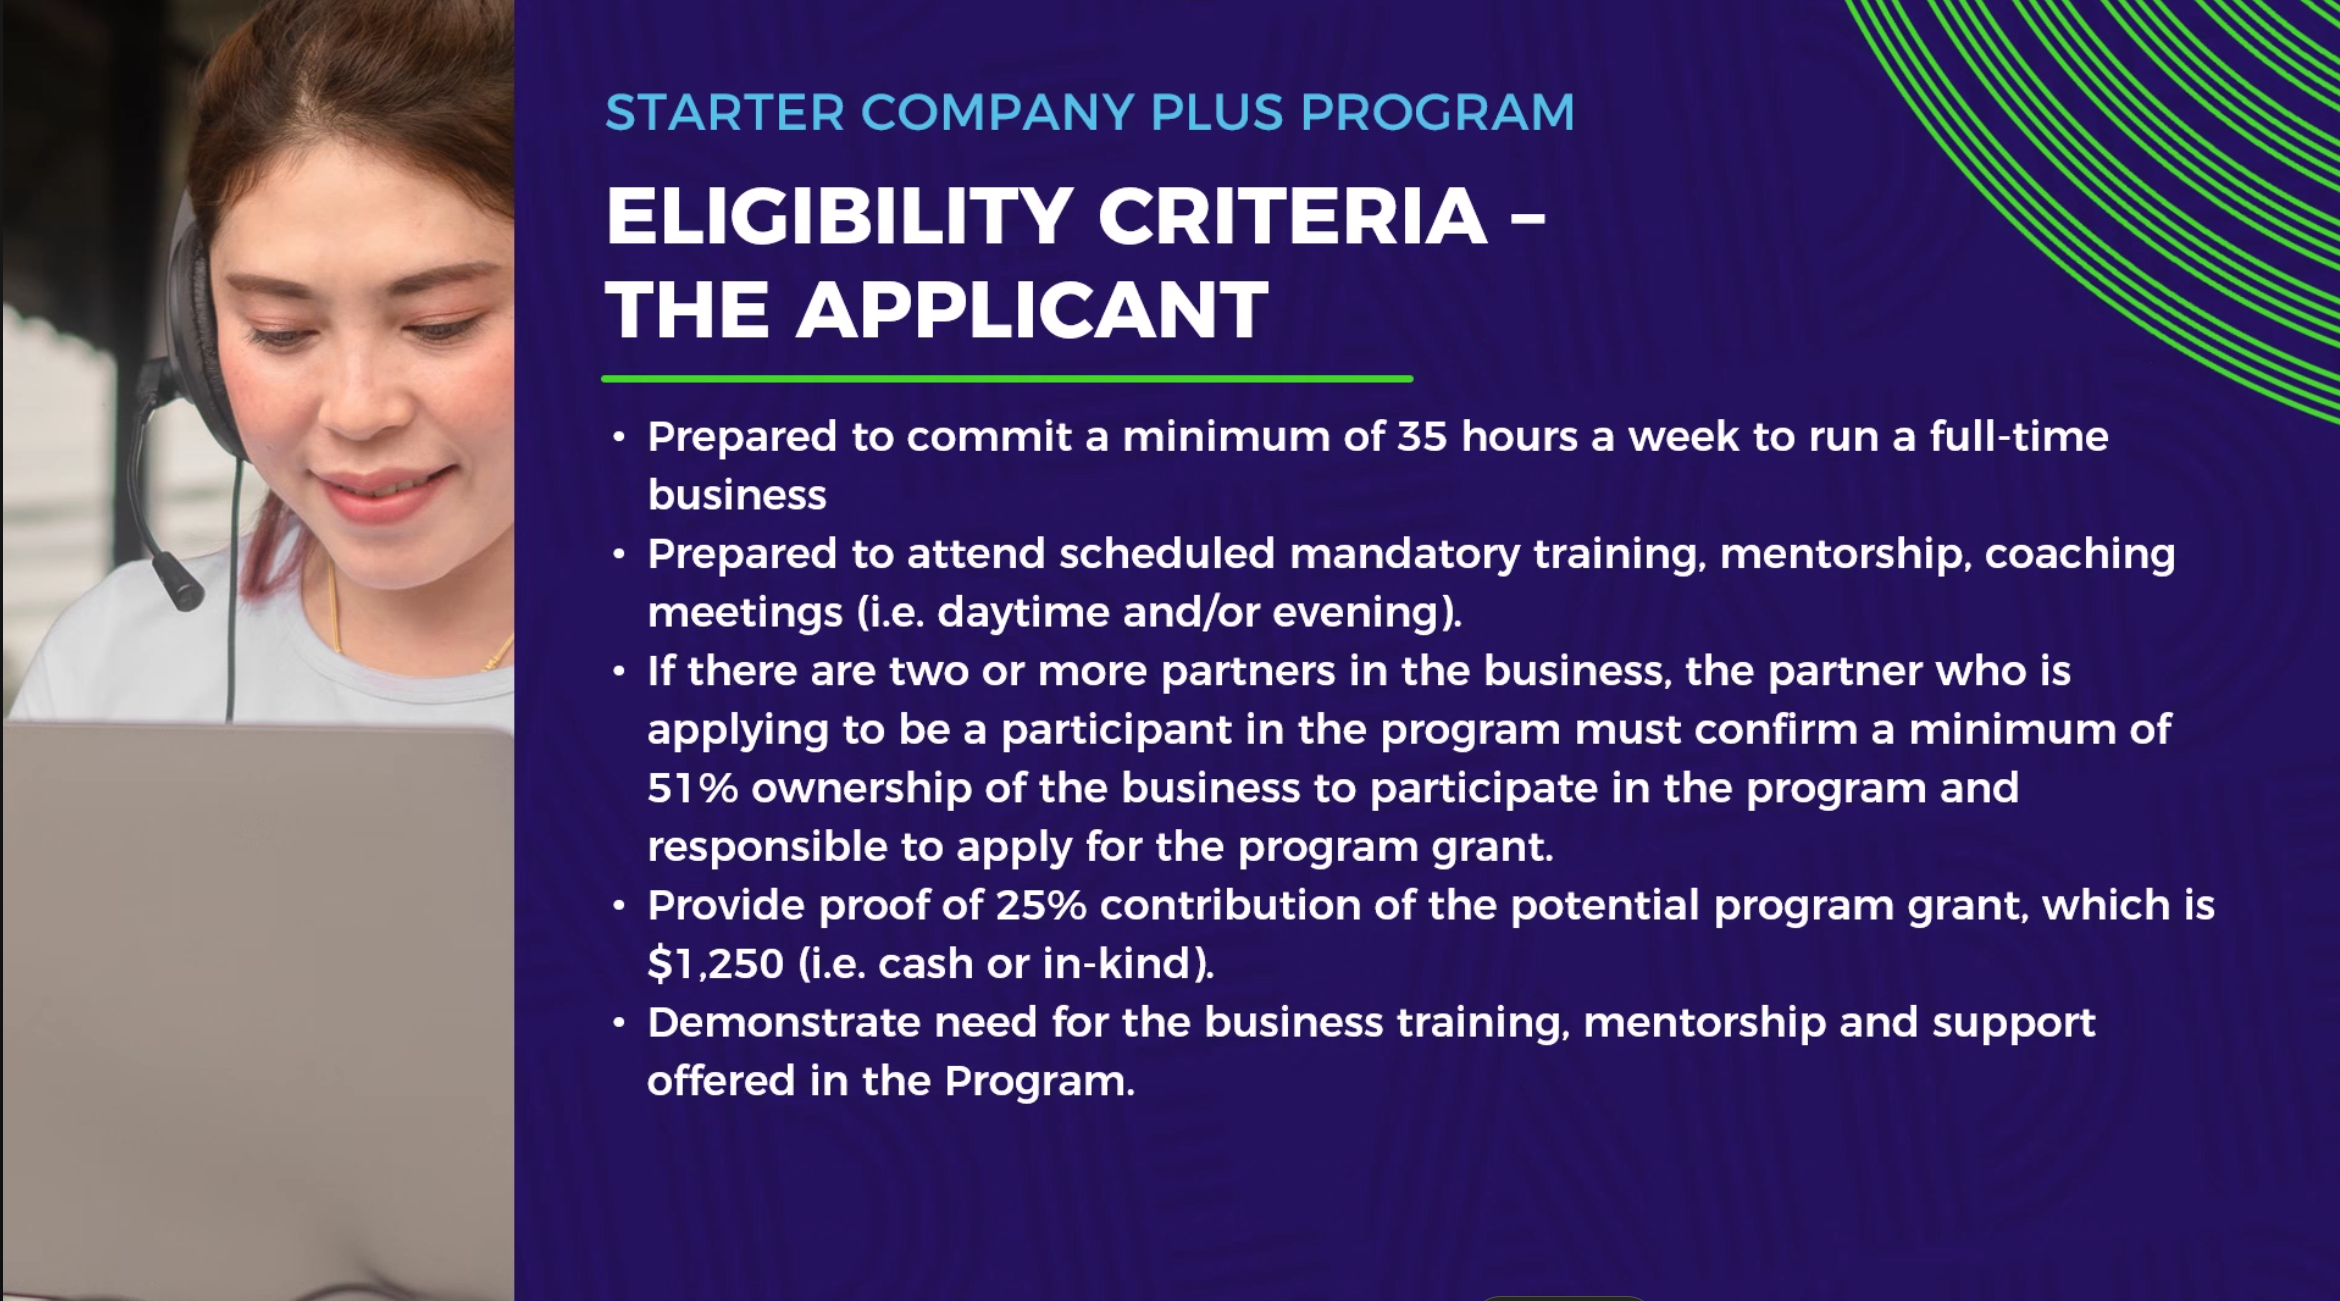 STARTER COMPANY PLUS PROGRAM
ELIGIBILITY CRITERIA –
THE APPLICANT
• Prepared to commit a minimum of 35 hours a week to run a full-time
business
• Prepared to attend scheduled mandatory training, mentorship, coaching
meetings (i.e. daytime and/or evening).
• If there are two or more partners in the business, the partner who is
applying to be a participant in the program must confirm a minimum of
51% ownership of the business to participate in the program and
responsible to apply for the program grant.
• Provide proof of 25% contribution of the potential program grant, which is
$1,250 (i.e. cash or in-kind).
• Demonstrate need for the business training, mentorship and support
offered in the Program.